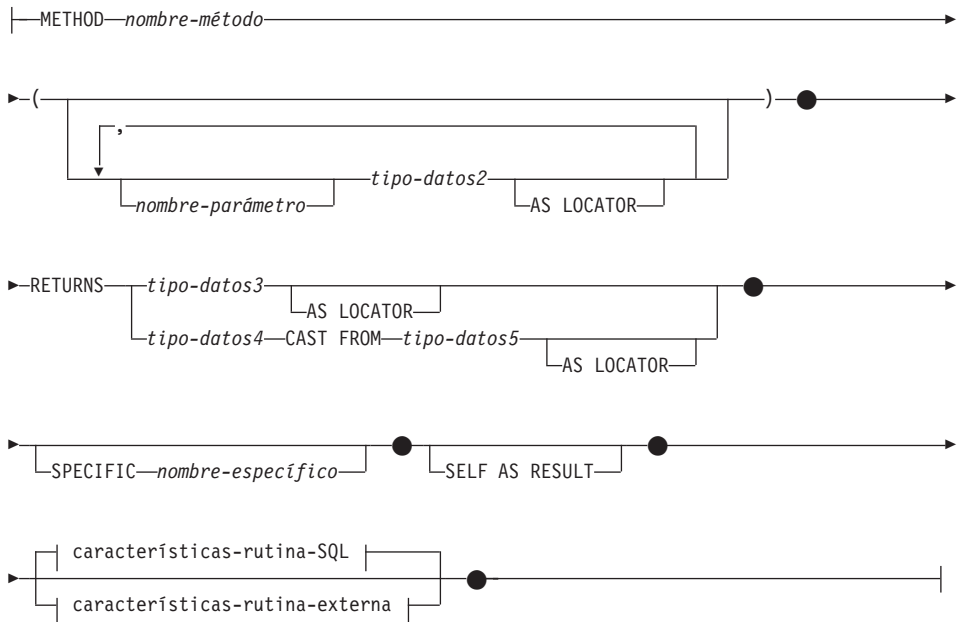 METHOD nombre-método
( )
,
nombre-parámetro tipo-datos2 AS LOCATOR
RETURNS tipo-datos3 AS LOCATOR
tipo-datos4 CAST FROM tipo-datos5 AS LOCATOR
SPECIFIC nombre-específico SELF AS RESULT
características-rutina-SQL
características-rutina-externa